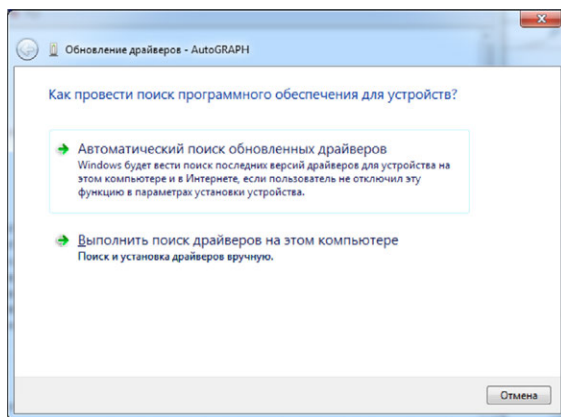 Обновление драйверов - AutoGRAPH
Как провести поиск программного обеспечения для устройств?
Автоматический поиск обновленных драйверов
Windows будет вести поиск последних версий драйверов для устройства на
этом компьютере и в Интернете, если пользователь не отключил эту
функцию в параметрах установки устройства.
Выполнить поиск драйверов на этом компьютере
Поиск и установка драйверов вручную.
Отмена